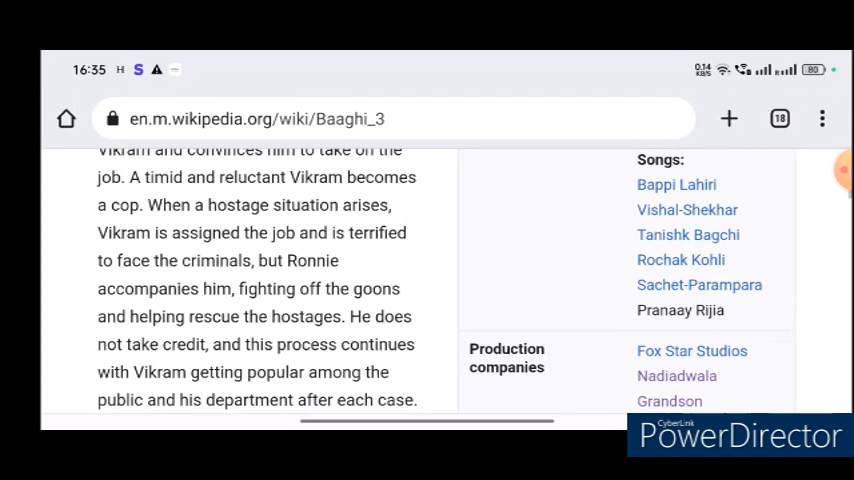 16:35 H S 0.14 KB/S 80
en.m.wikipedia.org/wiki/Baaghi_3 18
Vikram and convinces him to take on the
job. A timid and reluctant Vikram becomes
a cop. When a hostage situation arises,
Vikram is assigned the job and is terrified
to face the criminals, but Ronnie
accompanies him, fighting off the goons
and helping rescue the hostages. He does
not take credit, and this process continues
with Vikram getting popular among the
public and his department after each case.
Songs:
Bappi Lahiri
Vishal-Shekhar
Tanishk Bagchi
Rochak Kohli
Sachet-Parampara
Pranaay Rijia
Production
companies
Fox Star Studios
Nadiadwala
Grandson
CyberLink
PowerDirector